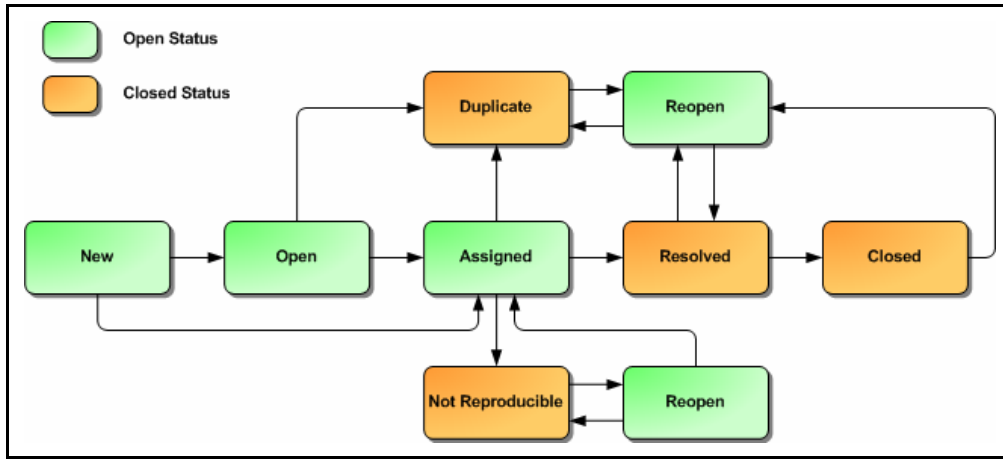 Open Status
Closed Status
Duplicate
Reopen
New
Open
Assigned
Resolved
Closed
Not Reproducible
Reopen